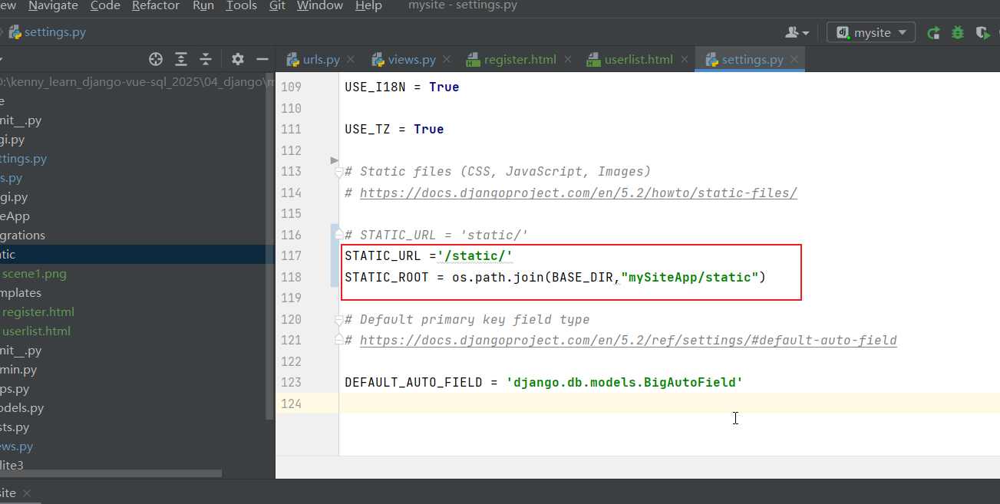 ew Navigate Code Refactor Run Tools Git Window Help mysite - settings.py
settings.py
dj mysite
urls.py views.py register.html userlist.html settings.py
0:\kenny_learn_django-vue-sql_2025\04_django\m
e
nit__.py
gi.py
ttings.py
s.py
gi.py
eApp
grations
tic
scene1.png
mplates
register.html
userlist.html
nit__.py
min.py
ps.py
odels.py
sts.py
ews.py
lite3
109 USE_I18N = True
110
111 USE_TZ = True
112
113 # Static files (CSS, JavaScript, Images)
114 # https://docs.djangoproject.com/en/5.2/howto/static-files/
115
116 # STATIC_URL = 'static/'
117 STATIC_URL ='/static/'
118 STATIC_ROOT = os.path.join(BASE_DIR,"mySiteApp/static")
119
120 # Default primary key field type
121 # https://docs.djangoproject.com/en/5.2/ref/settings/#default-auto-field
122
123 DEFAULT_AUTO_FIELD = 'django.db.models.BigAutoField'
124
site